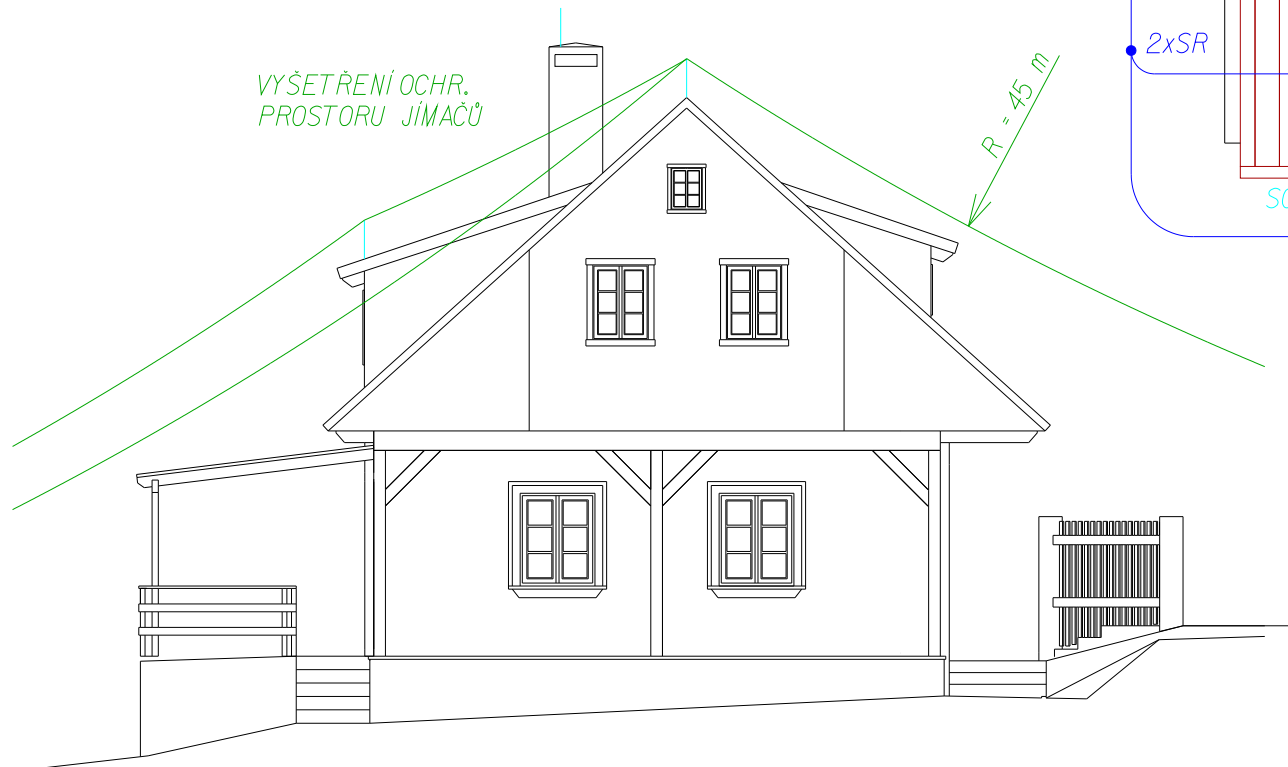 VYŠETŘENÍ OCHR.
PROSTORU JÍMAČŮ
R = 45 m
2xSR